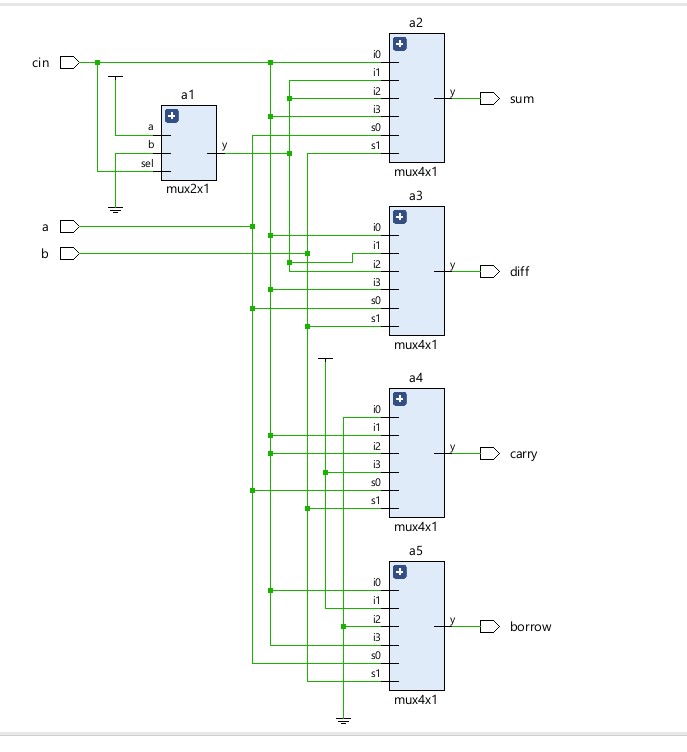 cin
a1
a
b
sel
y
mux2x1
a
b
a2
i0
i1
i2
i3
s0
s1
y
sum
mux4x1
a3
i0
i1
i2
i3
s0
s1
y
diff
mux4x1
a4
i0
i1
i2
i3
s0
s1
y
carry
mux4x1
a5
i0
i1
i2
i3
s0
s1
y
borrow
mux4x1